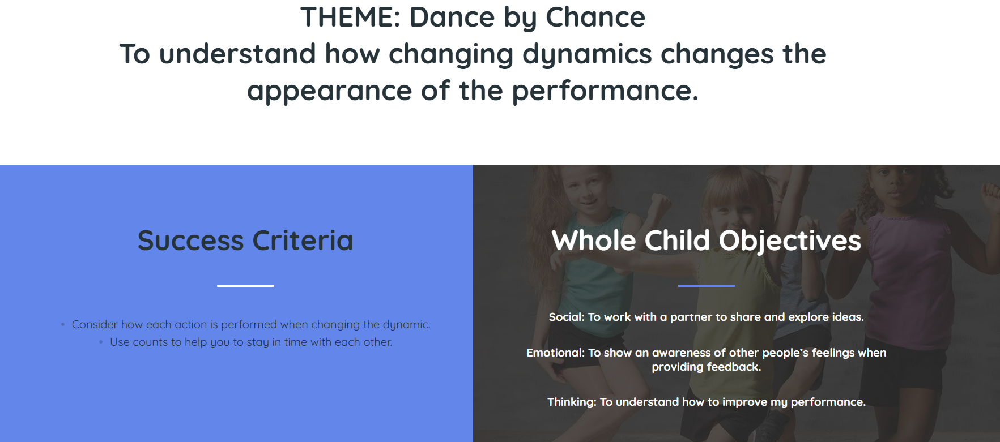 THEME: Dance by Chance
To understand how changing dynamics changes the
appearance of the performance.
Success Criteria
• Consider how each action is performed when changing the dynamic.
• Use counts to help you to stay in time with each other.
Whole Child Objectives
Social: To work with a partner to share and explore ideas.
Emotional: To show an awareness of other people’s feelings when
providing feedback.
Thinking: To understand how to improve my performance.